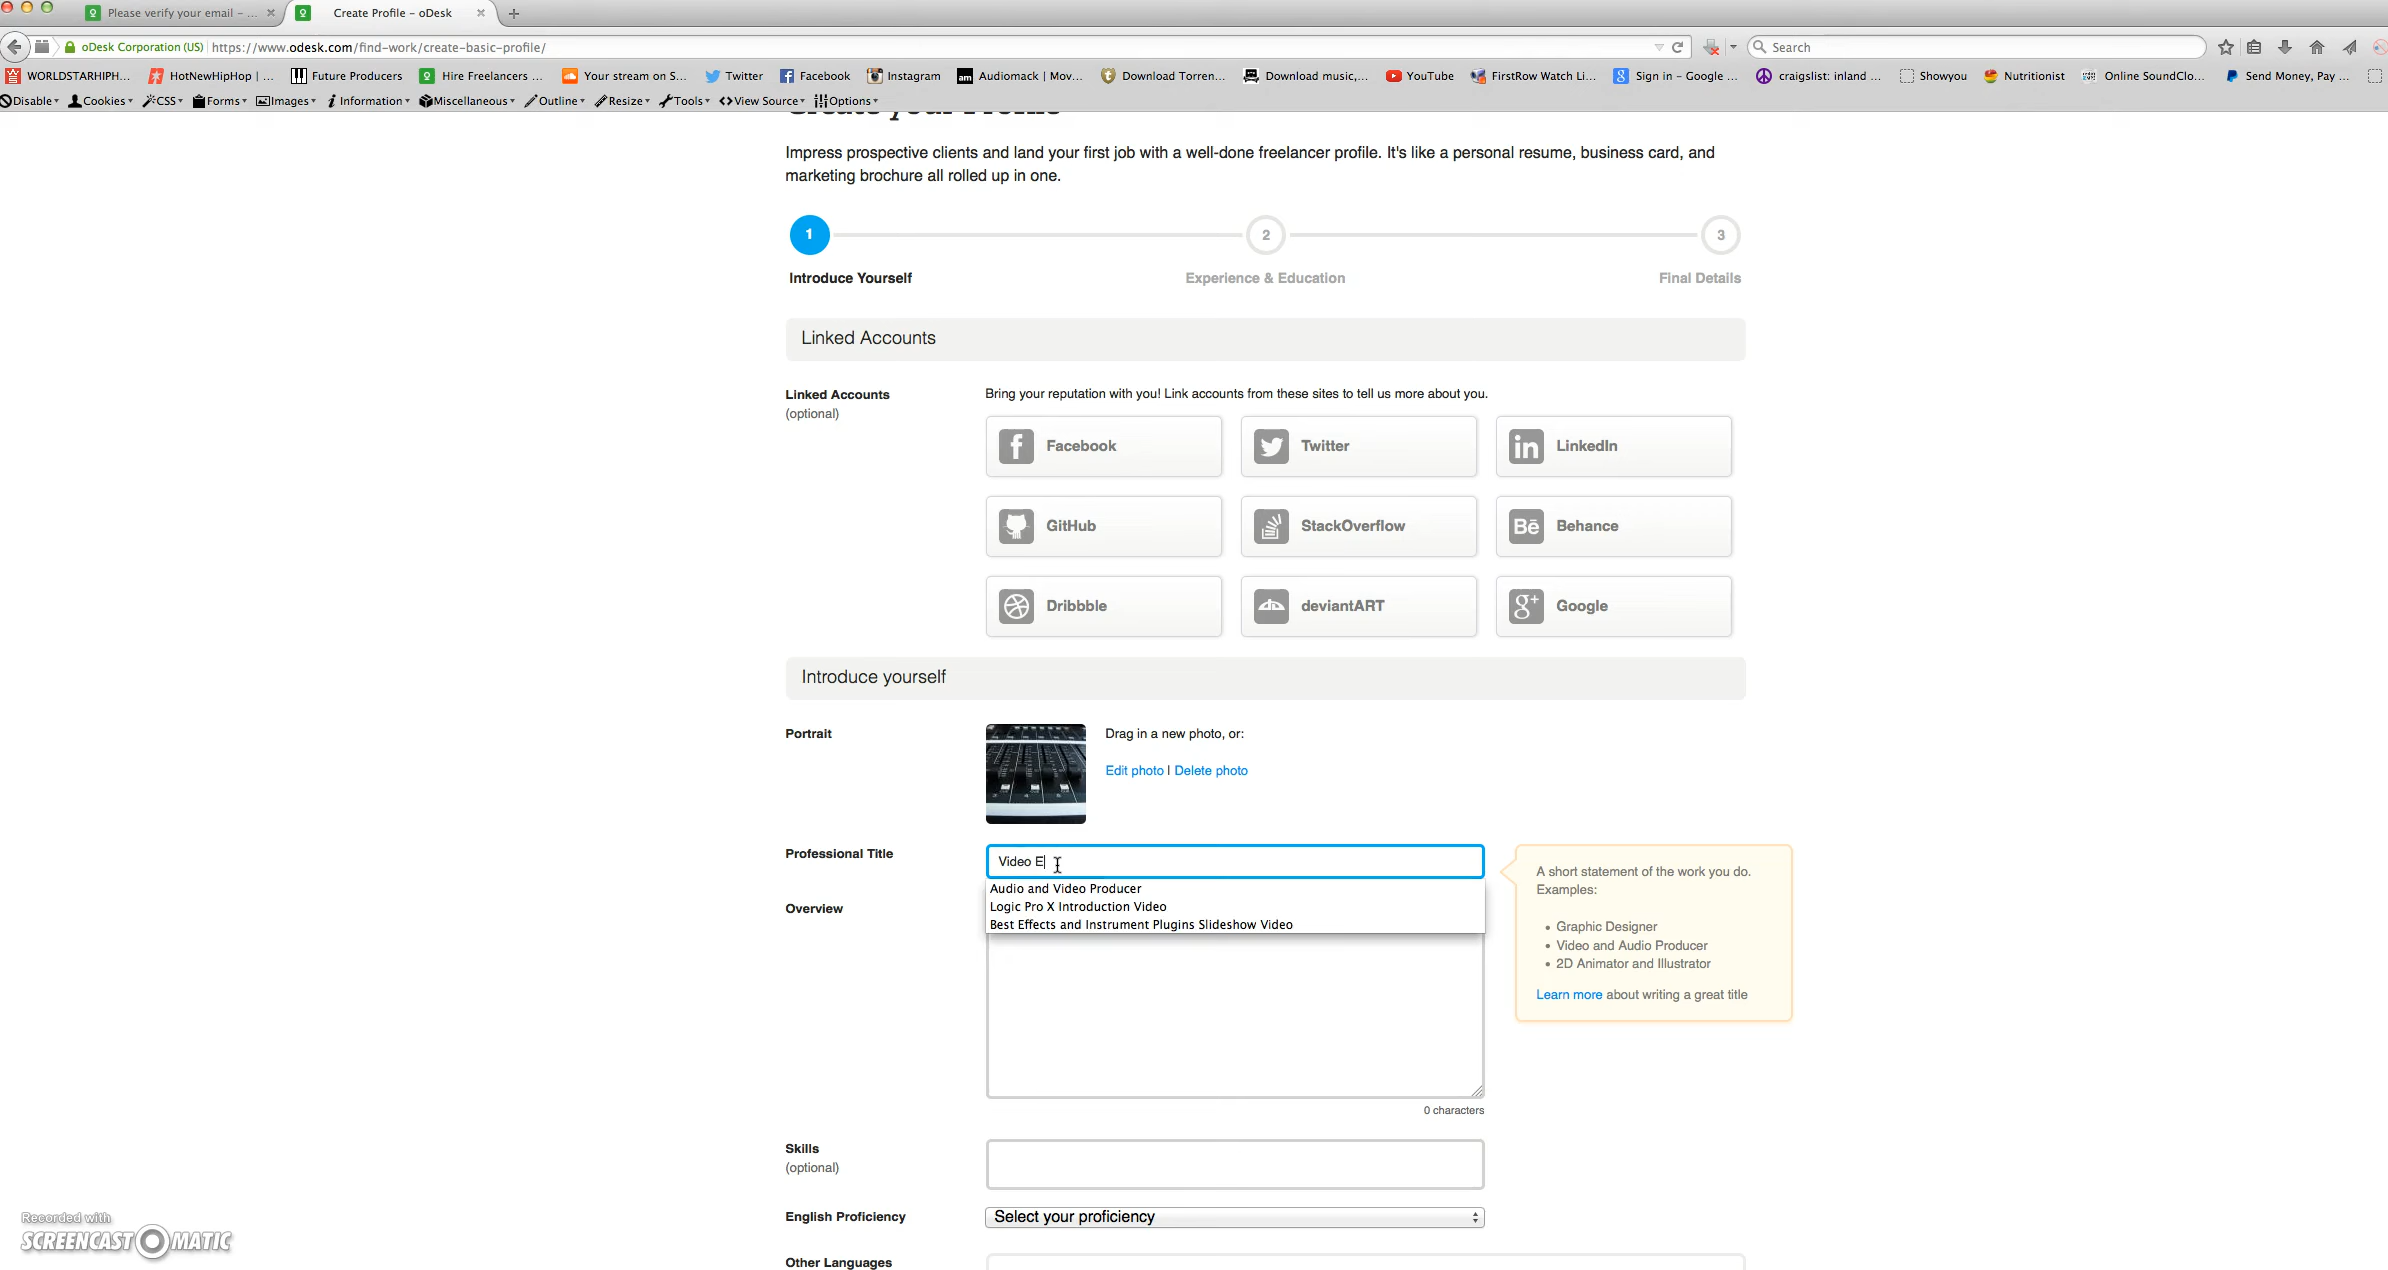 Please verify your email – ...
Create Profile – oDesk
oDesk Corporation (US)
https://www.odesk.com/find-work/create-basic-profile/
Search
WORLDSTARHIPH...
HotNewHipHop | ...
Future Producers
Hire Freelancers ...
Your stream on S...
Twitter
Facebook
Instagram
Audiomack | Mov...
Download Torren...
Download music,...
YouTube
FirstRow Watch Li...
Sign in – Google ...
craigslist: inland ...
Showyou
Nutritionist
Online SoundClo...
Send Money, Pay ...
Disable
Cookies
CSS
Forms
Images
Information
Miscellaneous
Outline
Resize
Tools
View Source
Options
Create your Profile
Impress prospective clients and land your first job with a well-done freelancer profile. It's like a personal resume, business card, and
marketing brochure all rolled up in one.
1
2
3
Introduce Yourself
Experience & Education
Final Details
Linked Accounts
Linked Accounts
(optional)
Bring your reputation with you! Link accounts from these sites to tell us more about you.
Facebook
Twitter
LinkedIn
GitHub
StackOverflow
Behance
Dribbble
deviantART
Google
Introduce yourself
Portrait
Drag in a new photo, or:
Edit photo | Delete photo
Professional Title
Video E
Audio and Video Producer
Logic Pro X Introduction Video
Best Effects and Instrument Plugins Slideshow Video
A short statement of the work you do.
Examples:
• Graphic Designer
• Video and Audio Producer
• 2D Animator and Illustrator
Learn more about writing a great title
Overview
0 characters
Skills
(optional)
English Proficiency
Select your proficiency
Other Languages
Recorded with
SCREENCAST-O-MATIC